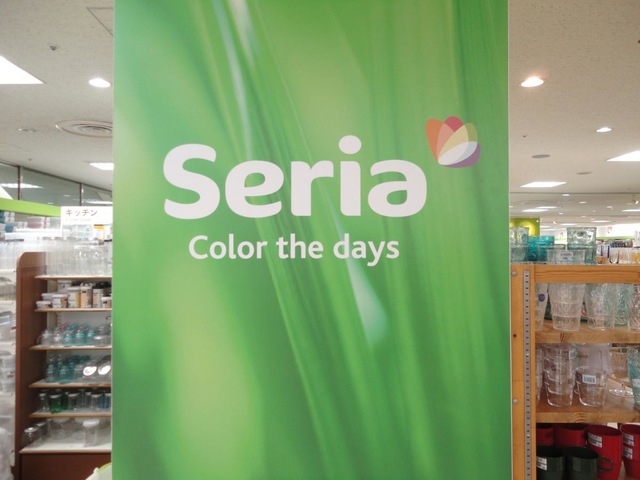 Seria
Color the days
キッチン